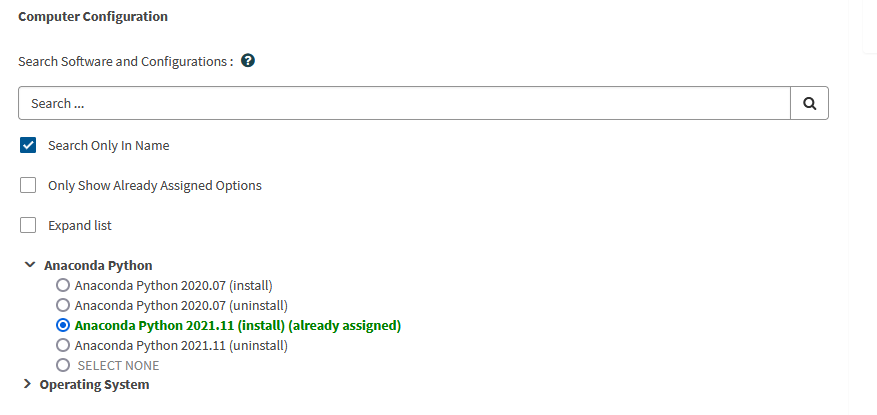 Computer Configuration
Search Software and Configurations : ?
Search ...
Search Only In Name
Only Show Already Assigned Options
Expand list
Anaconda Python
Anaconda Python 2020.07 (install)
Anaconda Python 2020.07 (uninstall)
Anaconda Python 2021.11 (install) (already assigned)
Anaconda Python 2021.11 (uninstall)
SELECT NONE
Operating System